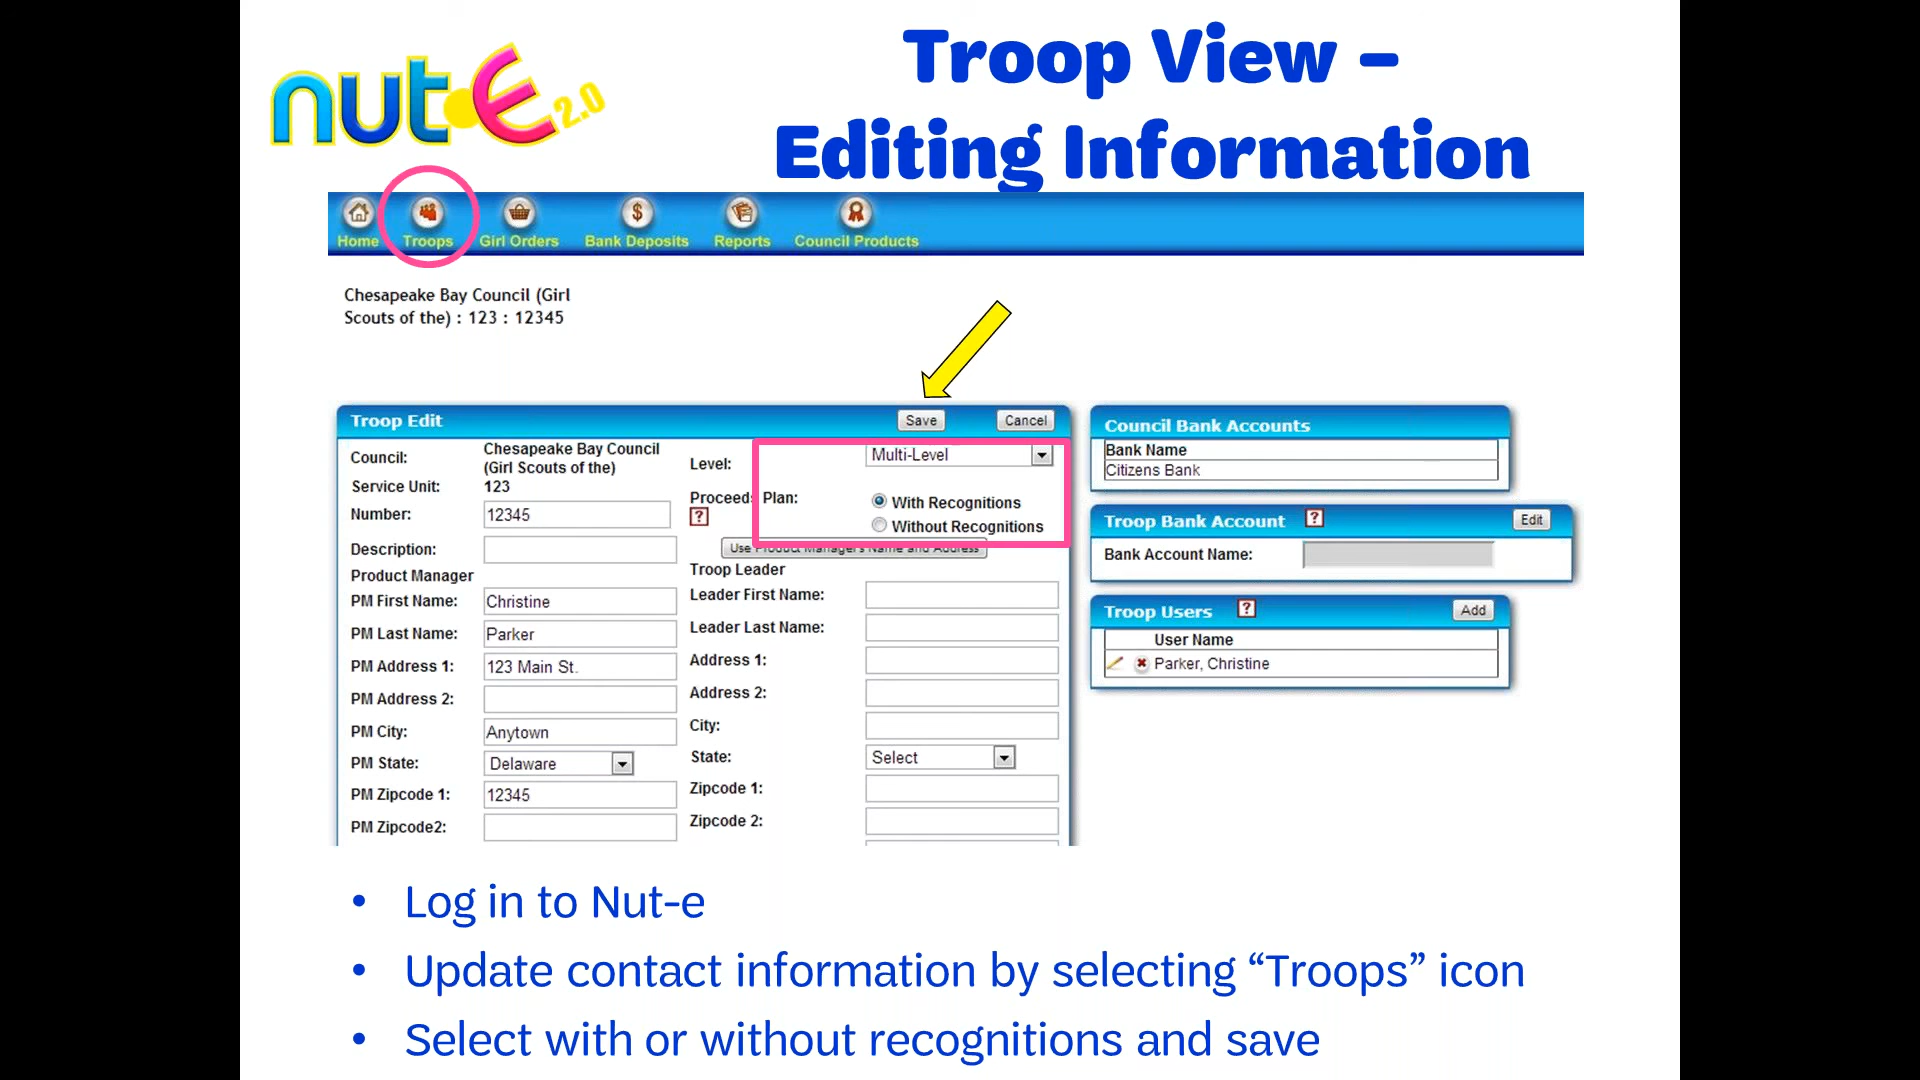 nut-e 2.0
Troop View –
Editing Information
Home Troops Girl Orders Bank Deposits Reports Council Products
Chesapeake Bay Council (Girl
Scouts of the) : 123 : 12345
Troop Edit Save Cancel
Council: Chesapeake Bay Council
(Girl Scouts of the)
Service Unit: 123
Number: 12345
Description:
Product Manager
PM First Name: Christine
PM Last Name: Parker
PM Address 1: 123 Main St.
PM Address 2:
PM City: Anytown
PM State: Delaware
PM Zipcode 1: 12345
PM Zipcode2:
Level: Multi-Level
Proceeds Plan: With Recognitions
? Without Recognitions
Use Product Manager's Name and Address
Troop Leader
Leader First Name:
Leader Last Name:
Address 1:
Address 2:
City:
State: Select
Zipcode 1:
Zipcode 2:
Council Bank Accounts
Bank Name
Citizens Bank
Troop Bank Account ? Edit
Bank Account Name:
Troop Users ? Add
User Name
Parker, Christine
• Log in to Nut-e
• Update contact information by selecting “Troops” icon
• Select with or without recognitions and save